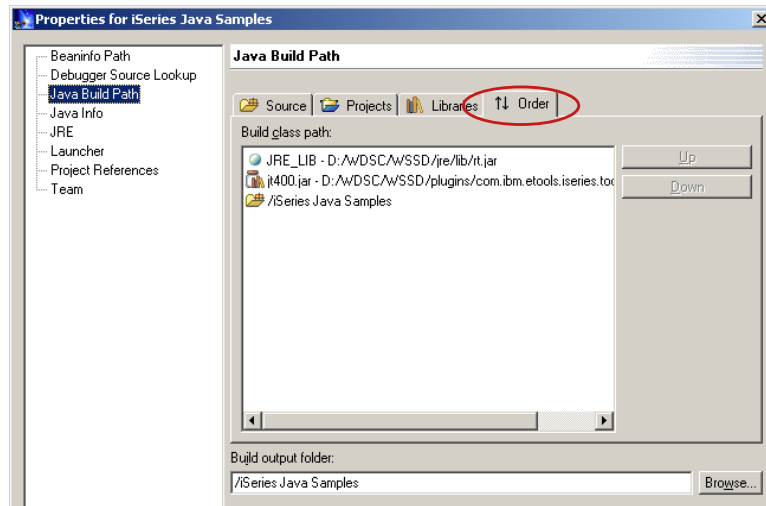 Properties for iSeries Java Samples
Beaninfo Path
Debugger Source Lookup
Java Build Path
Java Info
JRE
Launcher
Project References
Team
Java Build Path
Source Projects Libraries Order
Build class path:
JRE_LIB - D:/WDSC/WSSD/jre/lib/rt.jar
jt400.jar - D:/WDSC/WSSD/plugins/com.ibm.etools.iseries.too
/iSeries Java Samples
Up
Down
Build output folder:
/iSeries Java Samples
Browse...